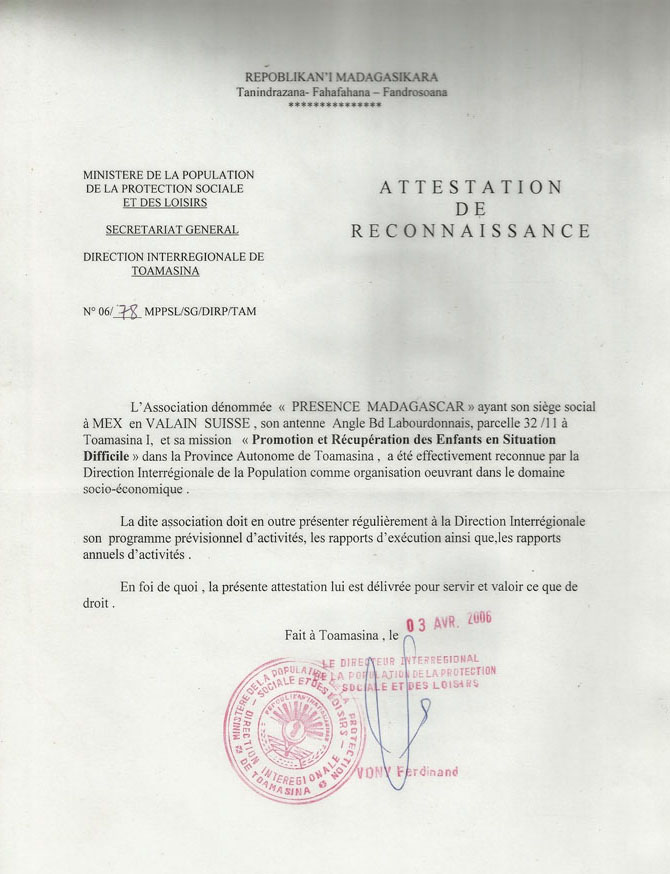 REPOBLIKAN'I MADAGASIKARA
Tanindrazana- Fahafahana – Fandrosoana
***************
MINISTERE DE LA POPULATION
DE LA PROTECTION SOCIALE
ET DES LOISIRS
SECRETARIAT GENERAL
DIRECTION INTERREGIONALE DE
TOAMASINA
N° 06/ 78 MPPSL/SG/DIRP/TAM
ATTESTATION
DE
RECONNAISSANCE
L'Association dénommée « PRESENCE MADAGASCAR » ayant son siège social
à MEX en VALAIN SUISSE , son antenne Angle Bd Labourdonnais, parcelle 32 /11 à
Toamasina I, et sa mission « Promotion et Récupération des Enfants en Situation
Difficile » dans la Province Autonome de Toamasina , a été effectivement reconnue par la
Direction Interrégionale de la Population comme organisation oeuvrant dans le domaine
socio-économique .
La dite association doit en outre présenter régulièrement à la Direction Interrégionale
son programme prévisionnel d'activités, les rapports d'exécution ainsi que,les rapports
annuels d'activités .
En foi de quoi , la présente attestation lui est délivrée pour servir et valoir ce que de
droit .
Fait à Toamasina , le 03 AVR. 2006
LE DIRECTEUR INTERREGIONAL
DE LA POPULATION DE LA PROTECTION
SOCIALE ET DES LOISIRS
MINISTERE DE LA POPULATION DE LA PROTECTION
SOCIALE ET DES LOISIRS
DIRECTION INTERREGIONALE
DE TOAMASINA
VONY Ferdinand